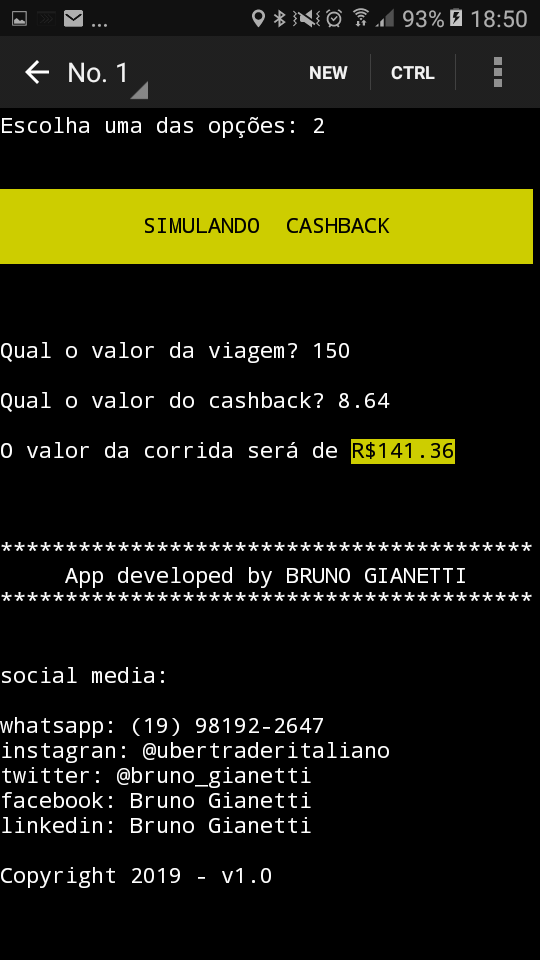 ... 93% 18:50
No. 1 NEW CTRL
Escolha uma das opções: 2
SIMULANDO CASHBACK
Qual o valor da viagem? 150
Qual o valor do cashback? 8.64
O valor da corrida será de R$141.36
*****************************************
App developed by BRUNO GIANETTI
*****************************************
social media:
whatsapp: (19) 98192-2647
instagran: @ubertraderitaliano
twitter: @bruno_gianetti
facebook: Bruno Gianetti
linkedin: Bruno Gianetti
Copyright 2019 - v1.0